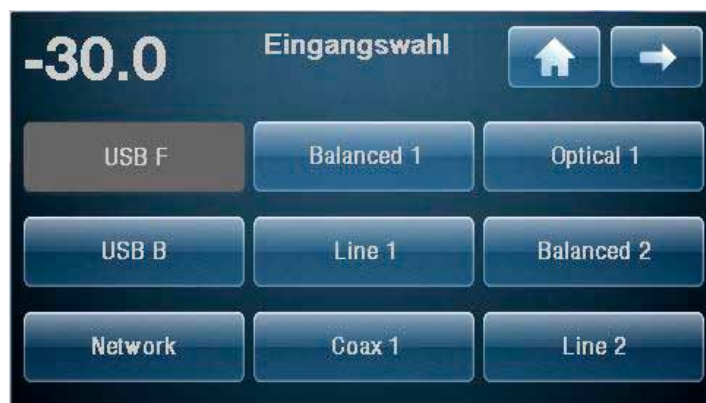 -30.0 Eingangswahl
USB F Balanced 1 Optical 1
USB B Line 1 Balanced 2
Network Coax 1 Line 2